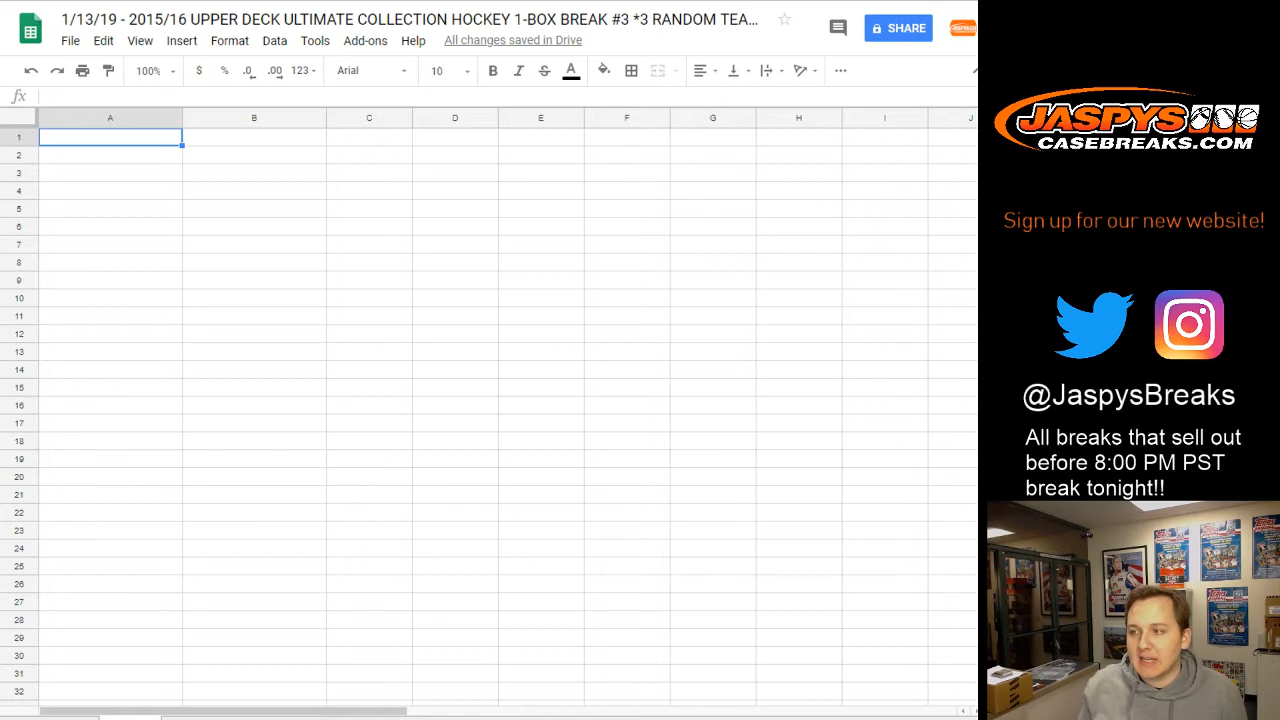 1/13/19 - 2015/16 UPPER DECK ULTIMATE COLLECTION HOCKEY 1-BOX BREAK #3 *3 RANDOM TEA...
File Edit View Insert Format Data Tools Add-ons Help All changes saved in Drive
SHARE
100% $ % .0 .00 123 Arial 10 B I S A
fx
A B C D E F G H I J
1
2
3
4
5
6
7
8
9
10
11
12
13
14
15
16
17
18
19
20
21
22
23
24
25
26
27
28
29
30
31
32
JASPYS
CASEBREAKS.COM
Sign up for our new website!
@JaspysBreaks
All breaks that sell out
before 8:00 PM PST
break tonight!!